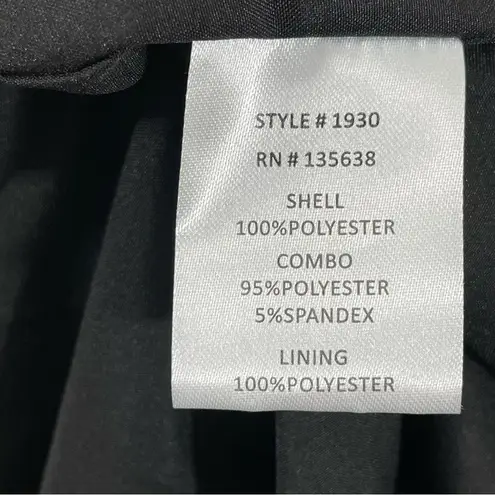 STYLE # 1930
RN # 135638
SHELL
100%POLYESTER
COMBO
95%POLYESTER
5%SPANDEX
LINING
100%POLYESTER